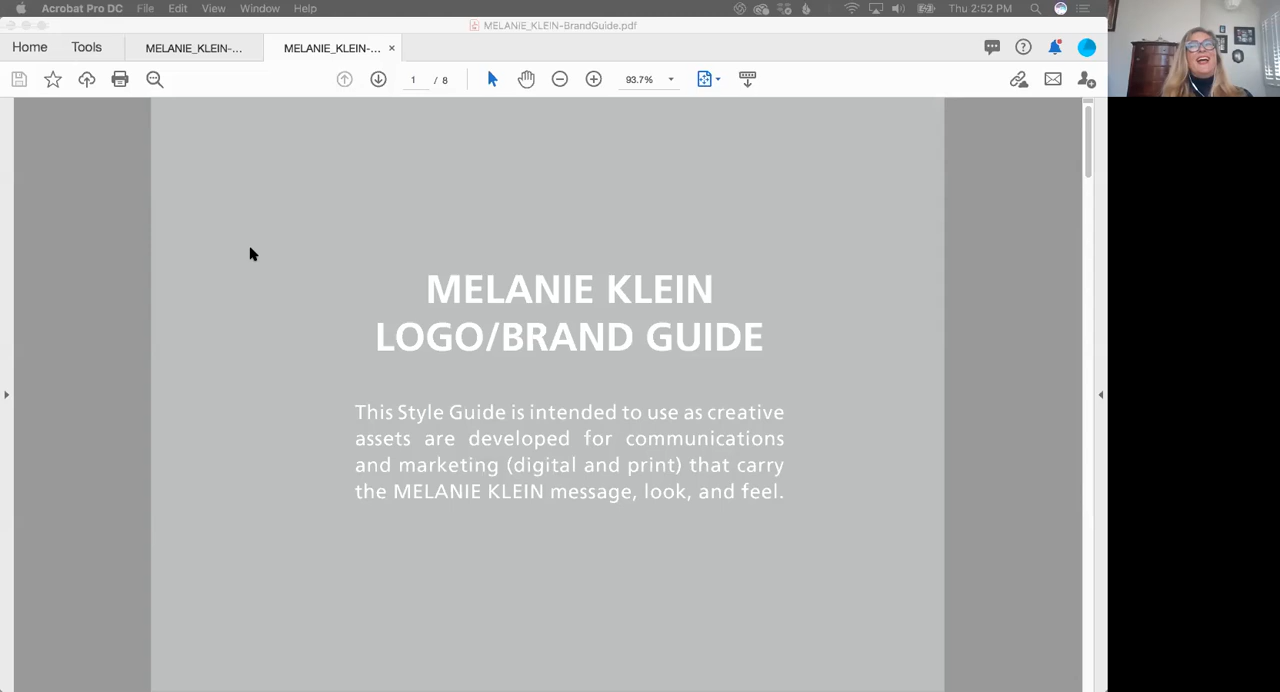 Acrobat Pro DC File Edit View Window Help Thu 2:52 PM
MELANIE_KLEIN-BrandGuide.pdf
Home Tools MELANIE_KLEIN-... MELANIE_KLEIN-... ×
1 / 8 93.7%
MELANIE KLEIN
LOGO/BRAND GUIDE
This Style Guide is intended to use as creative
assets are developed for communications
and marketing (digital and print) that carry
the MELANIE KLEIN message, look, and feel.